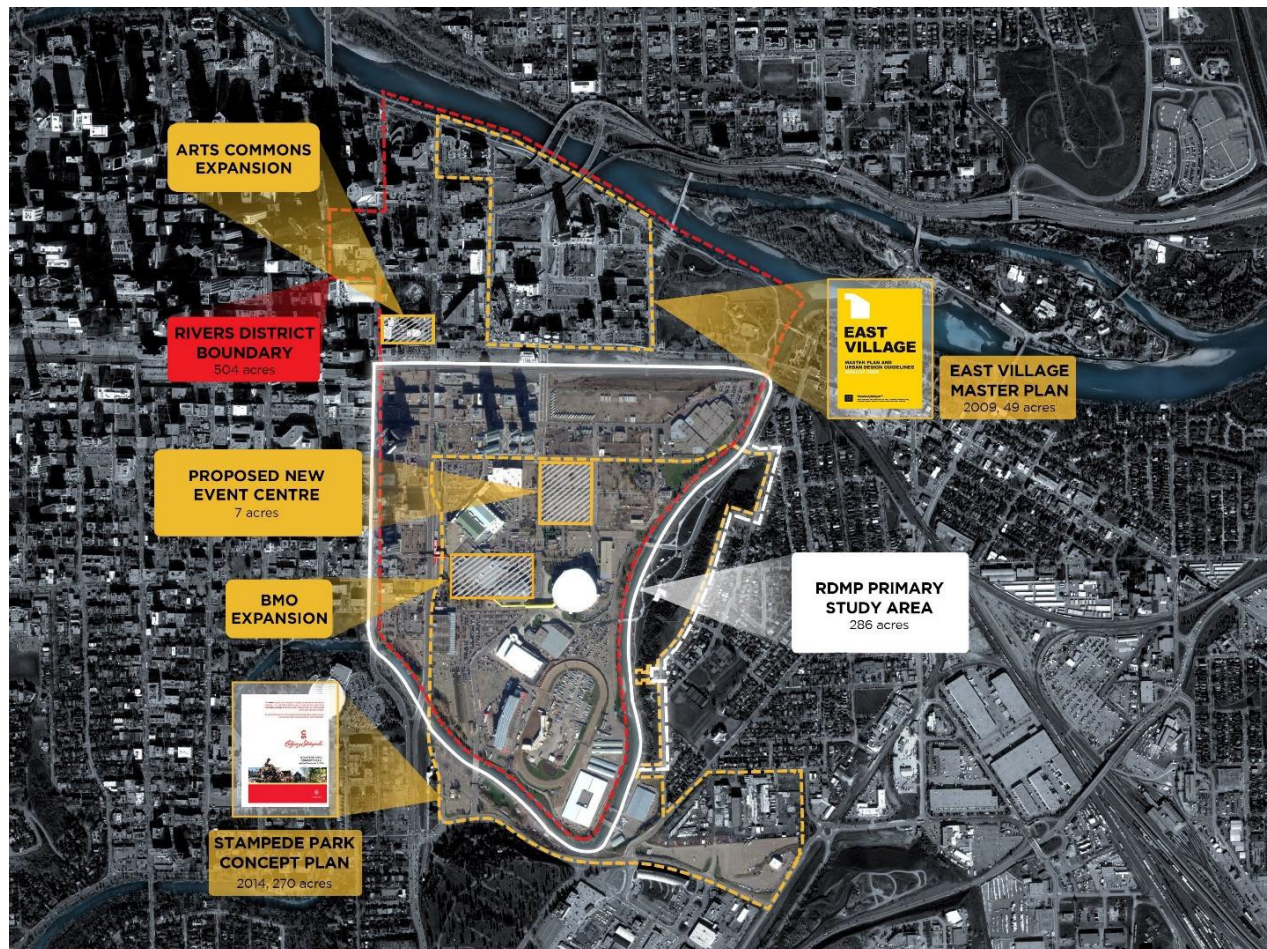 ARTS COMMONS
EXPANSION
RIVERS DISTRICT
BOUNDARY
504 acres
EAST
VILLAGE
MASTER PLAN AND
URBAN DESIGN GUIDELINES
EAST VILLAGE
MASTER PLAN
2009, 49 acres
PROPOSED NEW
EVENT CENTRE
7 acres
BMO
EXPANSION
RDMP PRIMARY
STUDY AREA
286 acres
Calgary Stampede
STAMPEDE PARK
CONCEPT PLAN
2014, 270 acres